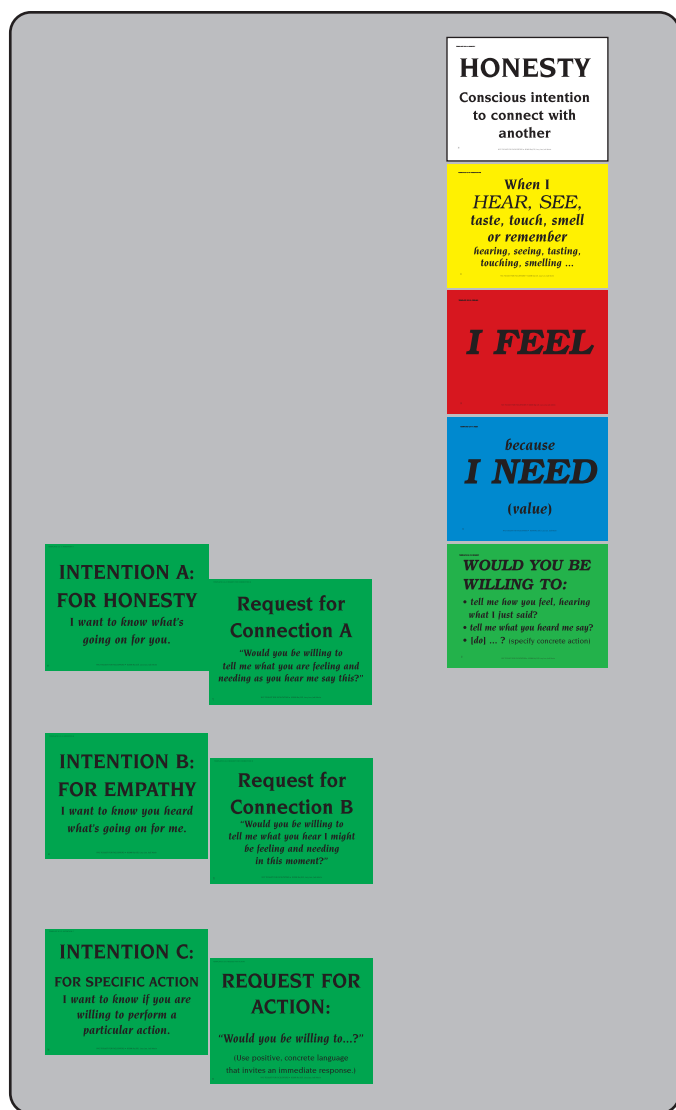 HONESTY
Conscious intention
to connect with
another
When I
HEAR, SEE,
taste, touch, smell
or remember
hearing, seeing, tasting,
touching, smelling ...
I FEEL
because
I NEED
(value)
WOULD YOU BE
WILLING TO:
• tell me how you feel, hearing
what I just said?
• tell me what you heard me say?
• [do] ... ? (specify concrete action)
INTENTION A:
FOR HONESTY
I want to know what's
going on for you.
Request for
Connection A
"Would you be willing to
tell me what you are feeling and
needing as you hear me say this?"
INTENTION B:
FOR EMPATHY
I want to know you heard
what's going on for me.
Request for
Connection B
"Would you be willing to
tell me what you hear I might
be feeling and needing
in this moment?"
INTENTION C:
FOR SPECIFIC ACTION
I want to know if you are
willing to perform a
particular action.
REQUEST FOR
ACTION:
"Would you be willing to...?"
(Use positive, concrete language
that invites an immediate response.)